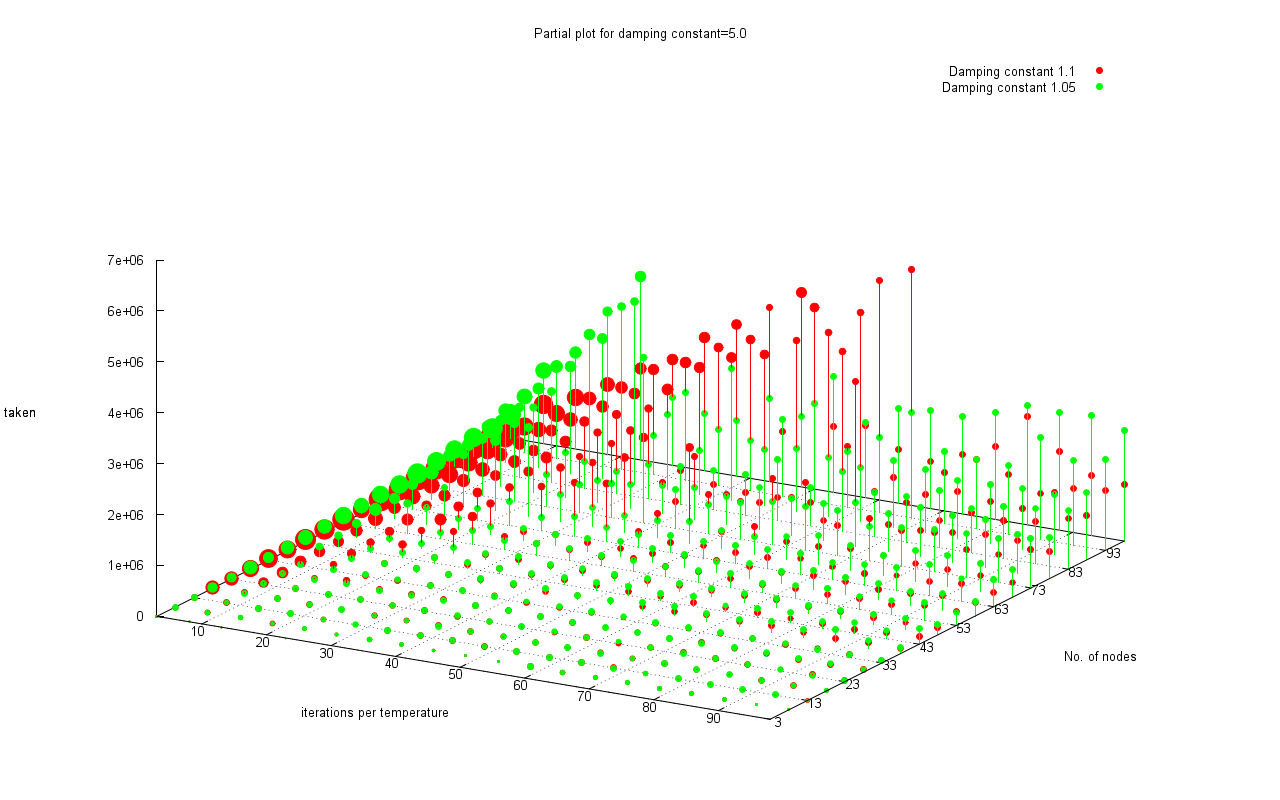 Partial plot for damping constant=5.0
Damping constant 1.1
Damping constant 1.05
7e+06
6e+06
5e+06
4e+06
3e+06
2e+06
1e+06
0
taken
10
20
30
40
50
60
70
80
90
iterations per temperature
3
13
23
33
43
53
63
73
83
93
No. of nodes